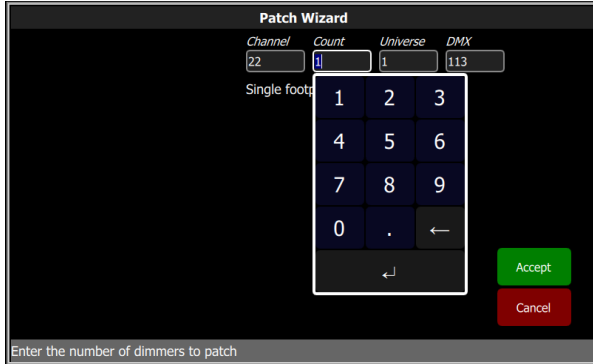 Patch Wizard
Channel Count Universe DMX
22 1 1 113
Single
1 2 3
4 5 6
7 8 9
0 . ←
↵
Accept
Cancel
Enter the number of dimmers to patch